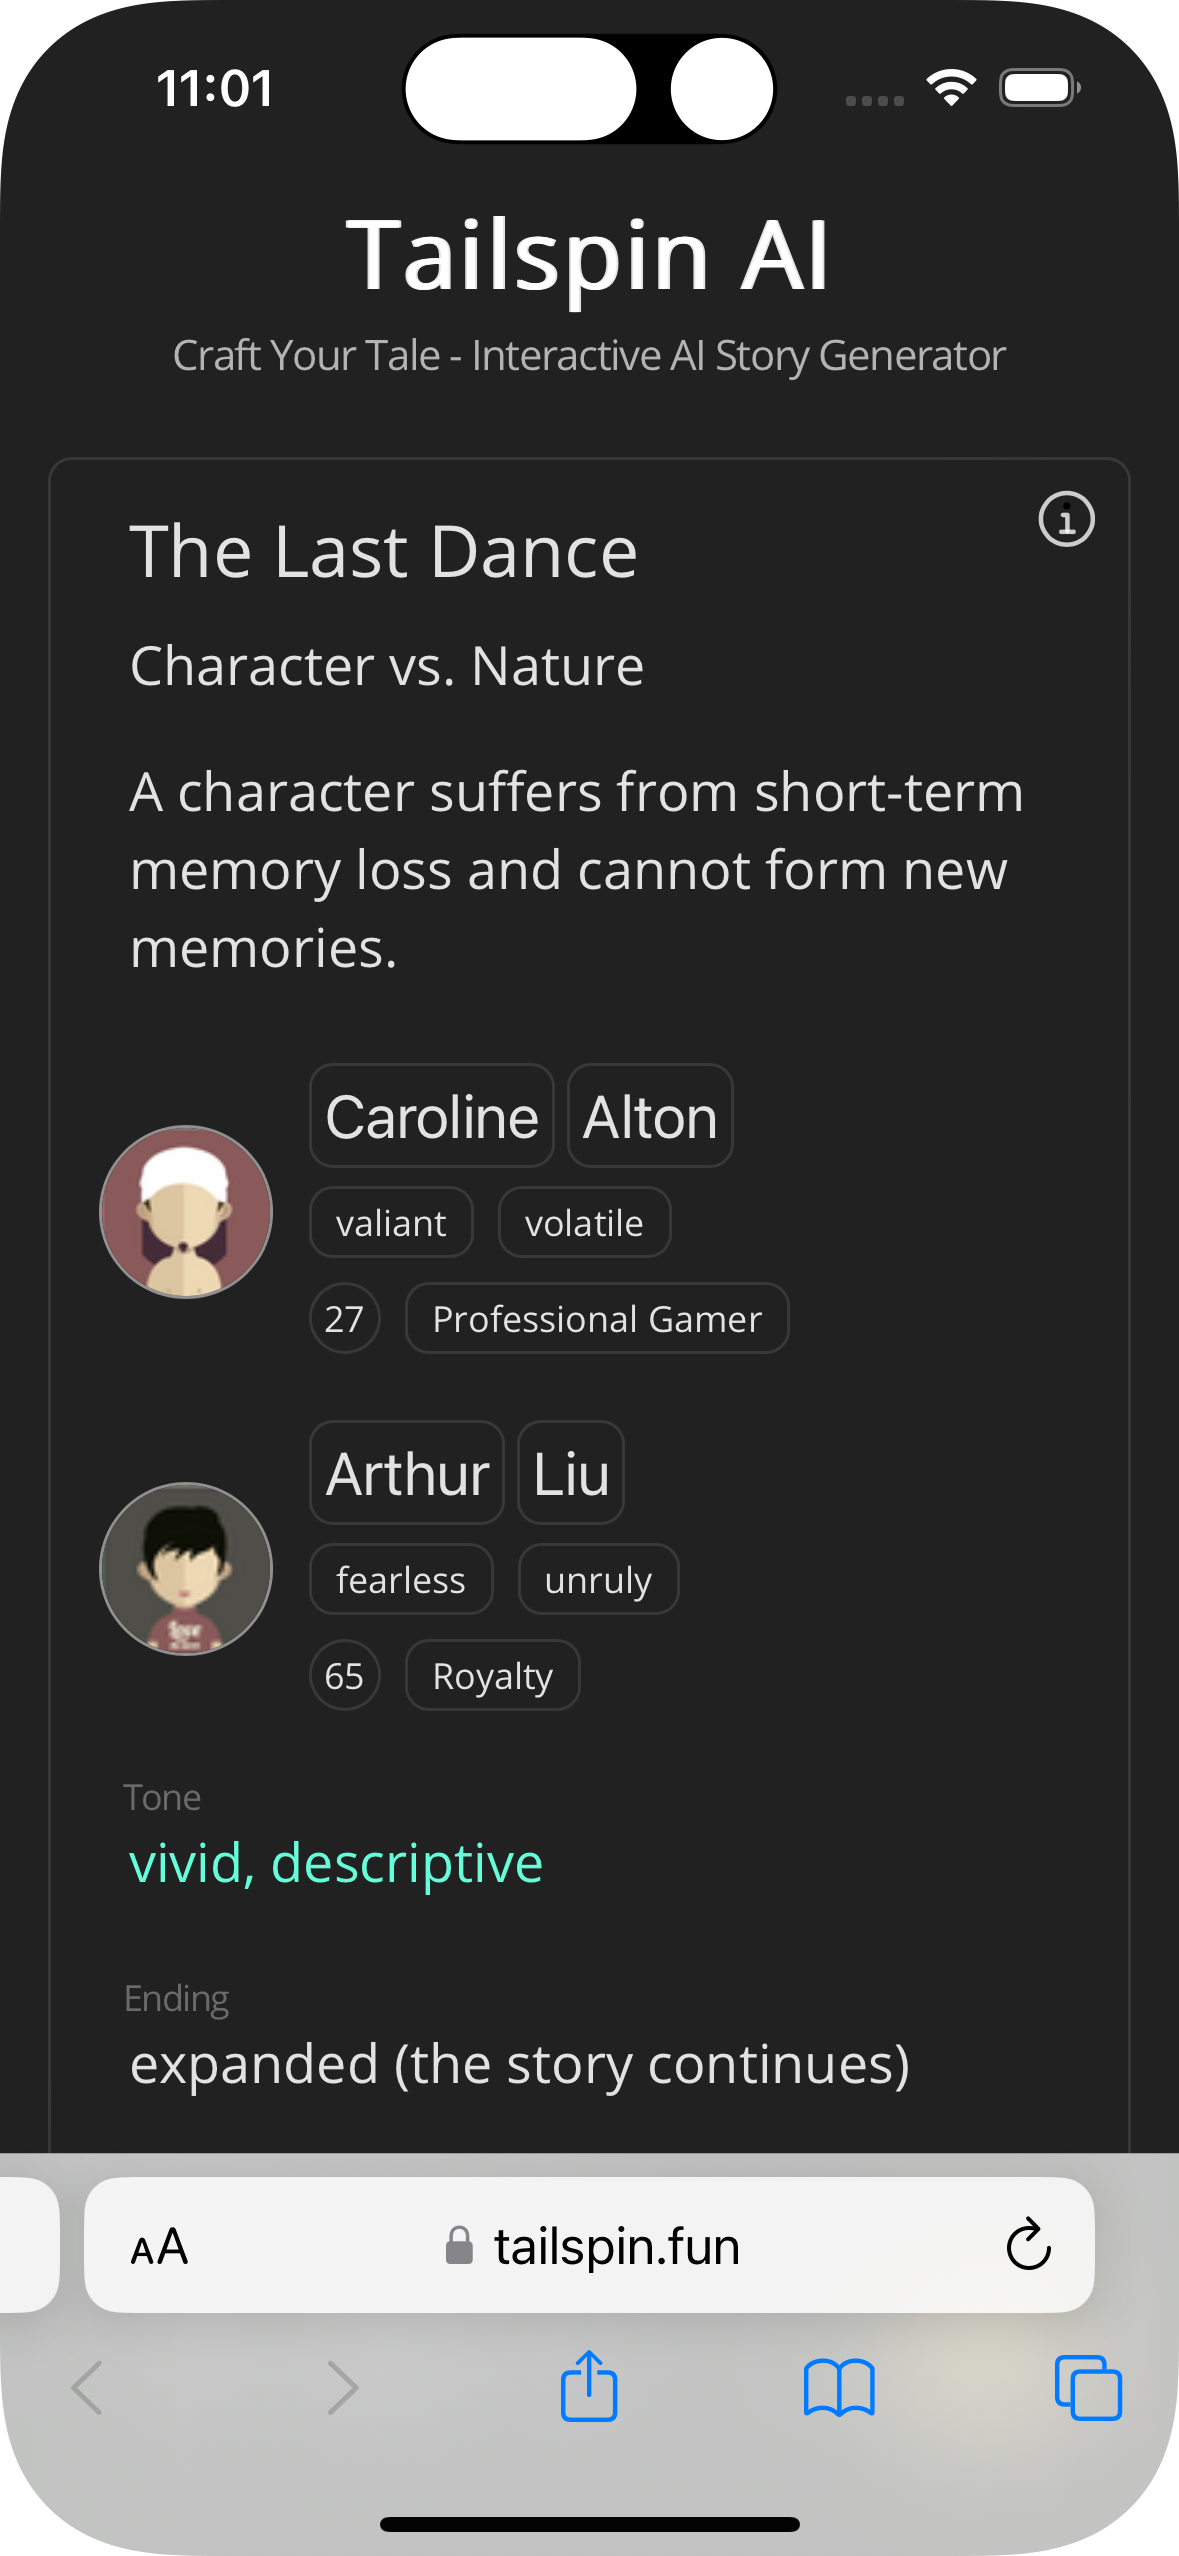 11:01
Tailspin AI
Craft Your Tale - Interactive AI Story Generator
The Last Dance
Character vs. Nature
A character suffers from short-term
memory loss and cannot form new
memories.
Caroline Alton
valiant volatile
27 Professional Gamer
Arthur Liu
fearless unruly
65 Royalty
Tone
vivid, descriptive
Ending
expanded (the story continues)
AA tailspin.fun